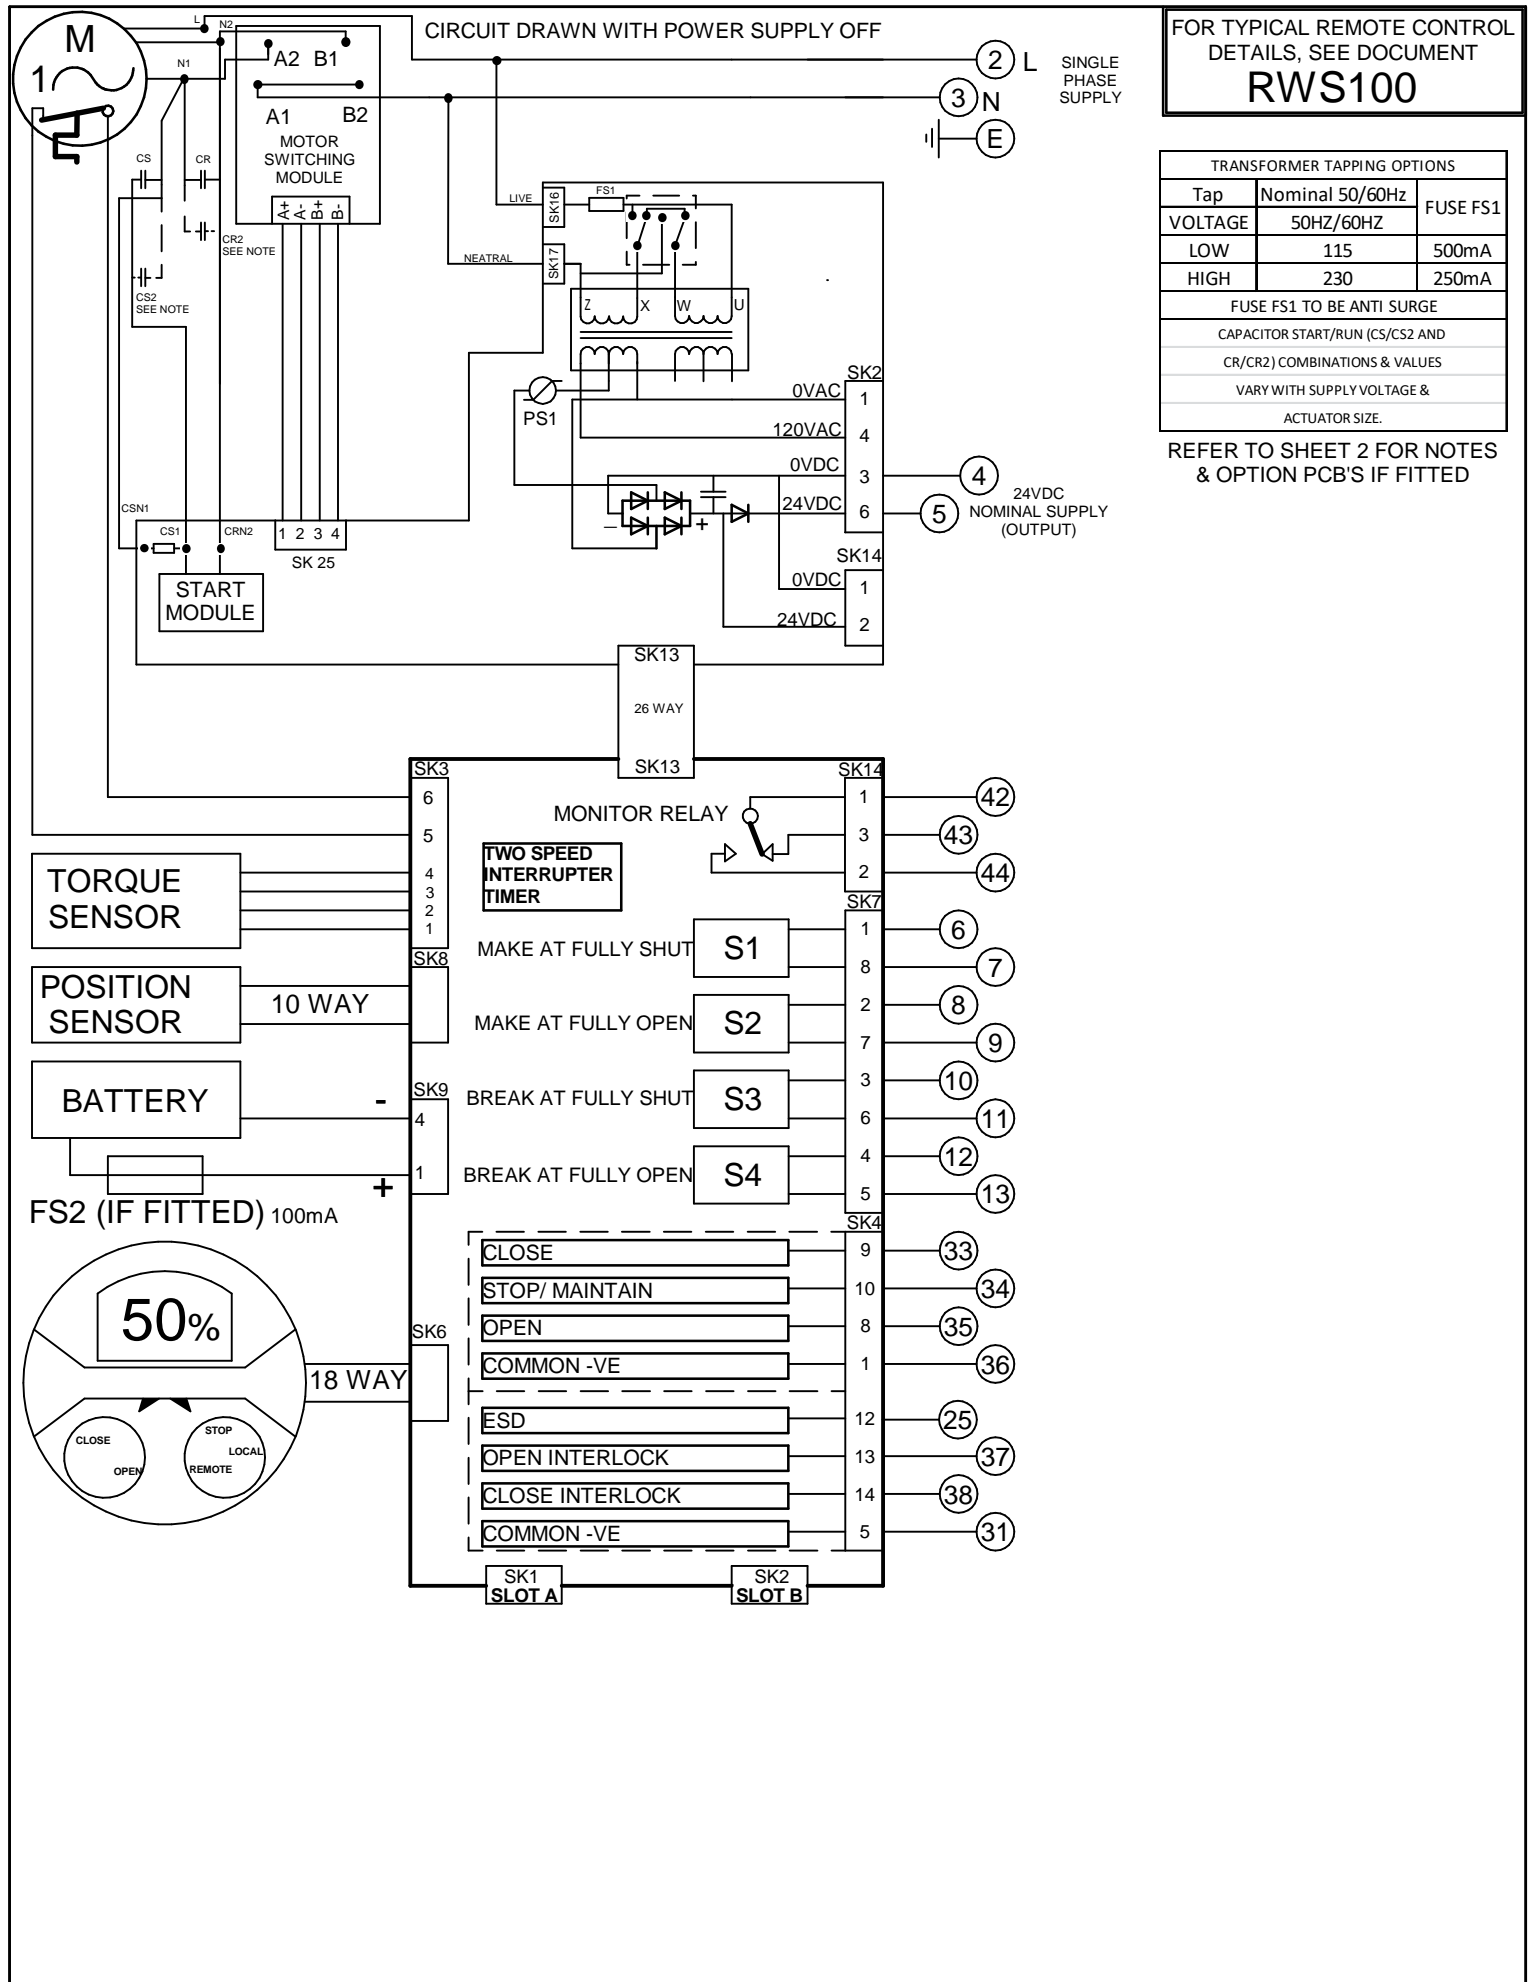 CIRCUIT DRAWN WITH POWER SUPPLY OFF
FOR TYPICAL REMOTE CONTROL
DETAILS, SEE DOCUMENT
RWS100
M
1
L
N2
N1
A2 B1
A1 B2
MOTOR
SWITCHING
MODULE
A+ A- B+ B-
2 L
3 N
E
SINGLE
PHASE
SUPPLY
CS
CR
CR2
SEE NOTE
CS2
SEE NOTE
LIVE
SK16
FS1
NEATRAL
SK17
Z X W U
PS1
TRANSFORMER TAPPING OPTIONS
Tap Nominal 50/60Hz FUSE FS1
VOLTAGE 50HZ/60HZ
LOW 115 500mA
HIGH 230 250mA
FUSE FS1 TO BE ANTI SURGE
CAPACITOR START/RUN (CS/CS2 AND
CR/CR2) COMBINATIONS & VALUES
VARY WITH SUPPLY VOLTAGE &
ACTUATOR SIZE.
REFER TO SHEET 2 FOR NOTES
& OPTION PCB'S IF FITTED
SK2
0VAC 1
120VAC 4
0VDC 3 4
24VDC 6 5
24VDC
NOMINAL SUPPLY
(OUTPUT)
– +
SK14
0VDC 1
24VDC 2
CSN1
CS1
CRN2
1 2 3 4
SK 25
START
MODULE
SK13
26 WAY
SK13
SK3
6
5
4
3
2
1
MONITOR RELAY
TWO SPEED
INTERRUPTER
TIMER
SK14
1 42
3 43
2 44
TORQUE
SENSOR
POSITION
SENSOR
10 WAY
SK8
BATTERY
-
SK9
4
1
+
FS2 (IF FITTED) 100mA
SK7
MAKE AT FULLY SHUT S1 1 6
8 7
MAKE AT FULLY OPEN S2 2 8
7 9
BREAK AT FULLY SHUT S3 3 10
6 11
BREAK AT FULLY OPEN S4 4 12
5 13
SK4
CLOSE 9 33
STOP/ MAINTAIN 10 34
OPEN 8 35
COMMON -VE 1 36
ESD 12 25
OPEN INTERLOCK 13 37
CLOSE INTERLOCK 14 38
COMMON -VE 5 31
50%
SK6
18 WAY
CLOSE
OPEN
STOP
LOCAL
REMOTE
SK1
SLOT A
SK2
SLOT B